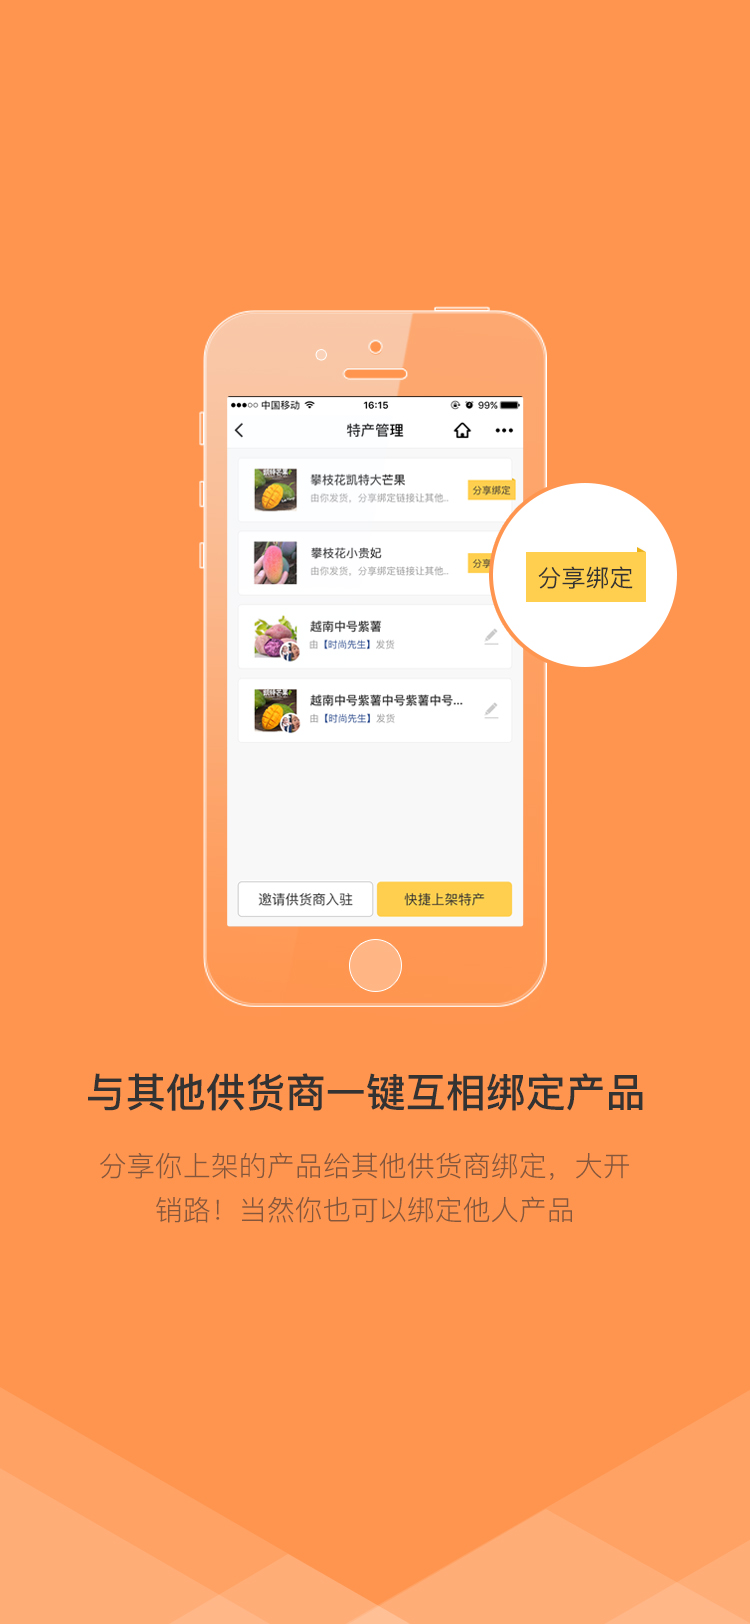 中国移动 16:15 99%
特产管理
攀枝花凯特大芒果
由你发货，分享绑定链接让其他..
分享绑定
攀枝花小贵妃
由你发货，分享绑定链接让其他..
分享
分享绑定
越南中号紫薯
由【时尚先生】发货
越南中号紫薯中号紫薯中号...
由【时尚先生】发货
邀请供货商入驻 快捷上架特产
与其他供货商一键互相绑定产品
分享你上架的产品给其他供货商绑定，大开
销路！当然你也可以绑定他人产品